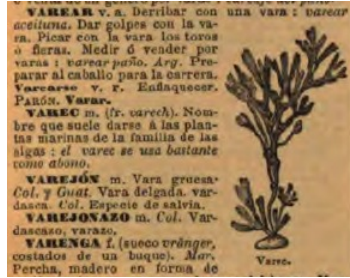 VAREAR v. a. Derribar con una vara : varear
aceituna. Dar golpes con la va-
ra. Picar con la vara los toros
ó fieras. Medir ó vender por
varas : varear paño. Arg. Pre-
parar al caballo para la carrera.
Varearse v. r. Enflaquecer.
PARÓN. Varar.
VAREC m. (fr. varech). Nom-
bre que suele darse á las plan-
tas marinas de la familia de las
algas : el varec se usa bastante
como abono.
VAREJÓN m. Vara gruesa.
Col. y Guat. Vara delgada, var-
dasca. Col. Especie de salvia.
VAREJONAZO m. Col. Var-
dascazo, varazo.
VARENGA f. (sueco vränger,
costados de un buque). Mar.
Percha, madero en forma de
Varec.